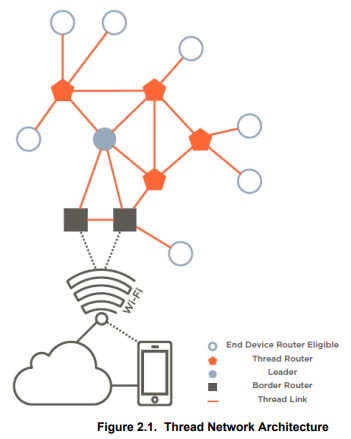 Wi-Fi
End Device Router Eligible
Thread Router
Leader
Border Router
Thread Link
Figure 2.1. Thread Network Architecture